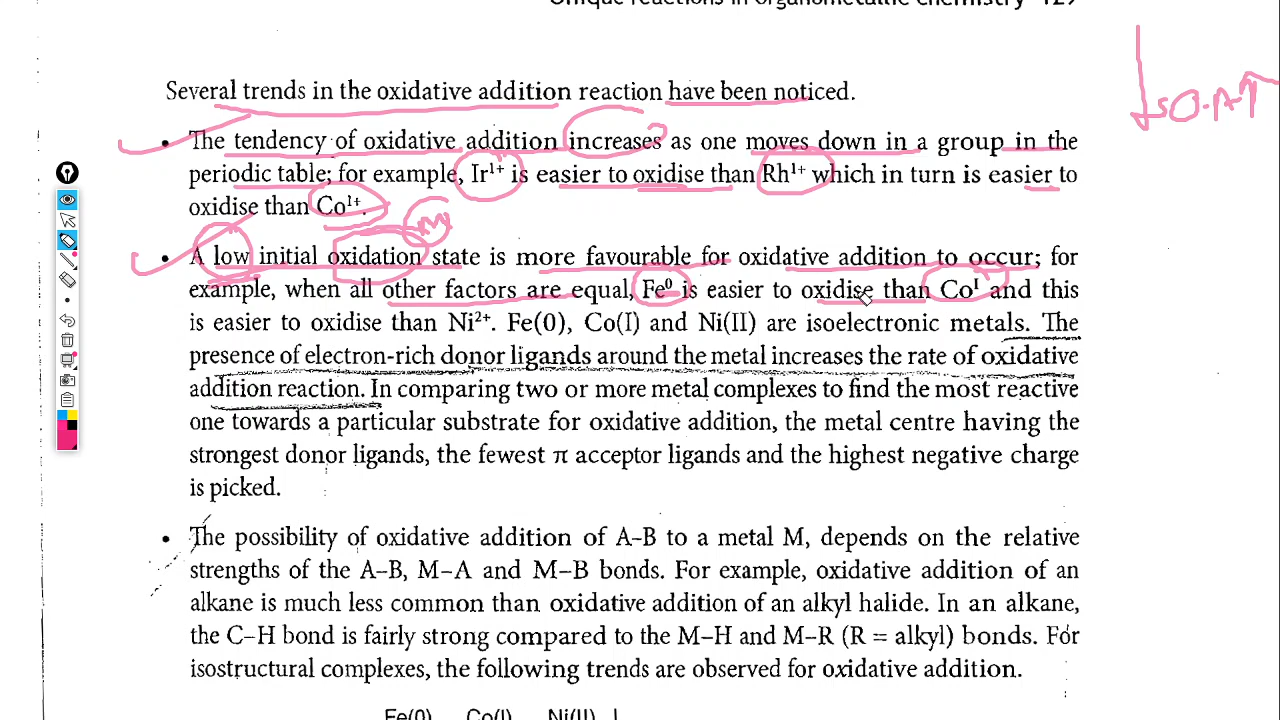 Unique reactions in organometallic chemistry 129
Several trends in the oxidative addition reaction have been noticed.
↓s O.A.↑
• The tendency of oxidative addition increases as one moves down in a group in the
periodic table; for example, Ir¹⁺ is easier to oxidise than Rh¹⁺ which in turn is easier to
oxidise than Co¹⁺.
• A low initial oxidation state is more favourable for oxidative addition to occur; for
example, when all other factors are equal, Fe⁰ is easier to oxidise than Coᴵ and this
is easier to oxidise than Ni²⁺. Fe(0), Co(I) and Ni(II) are isoelectronic metals. The
presence of electron-rich donor ligands around the metal increases the rate of oxidative
addition reaction. In comparing two or more metal complexes to find the most reactive
one towards a particular substrate for oxidative addition, the metal centre having the
strongest donor ligands, the fewest π acceptor ligands and the highest negative charge
is picked.
• The possibility of oxidative addition of A–B to a metal M, depends on the relative
strengths of the A–B, M–A and M–B bonds. For example, oxidative addition of an
alkane is much less common than oxidative addition of an alkyl halide. In an alkane,
the C–H bond is fairly strong compared to the M–H and M–R (R = alkyl) bonds. For
isostructural complexes, the following trends are observed for oxidative addition.
Fe(0) Co(I) Ni(II)